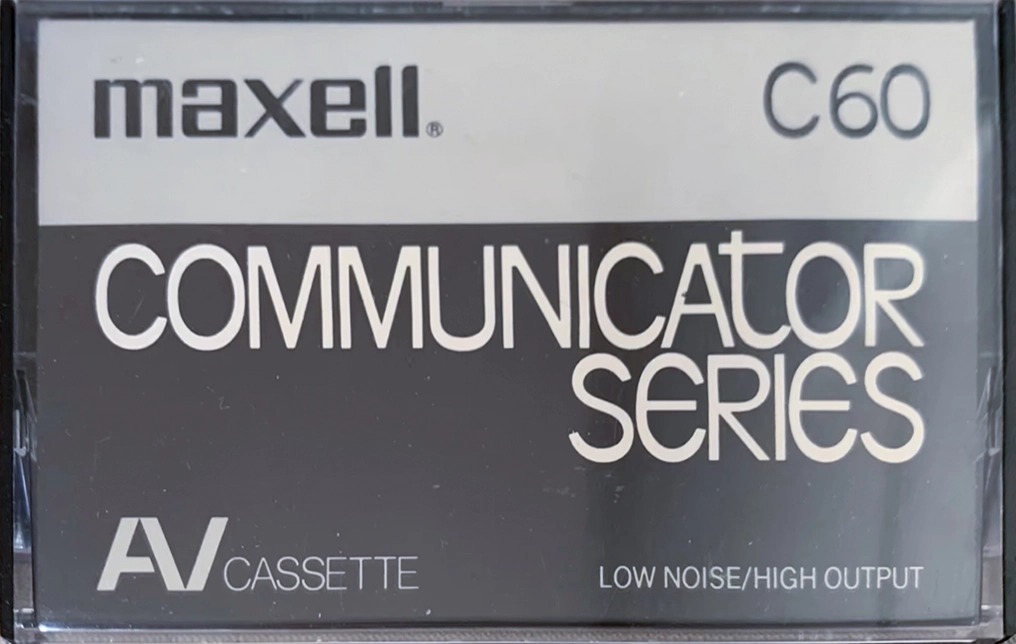 maxell® C60
COMMUNICATOR
SERIES
AV CASSETTE LOW NOISE/HIGH OUTPUT